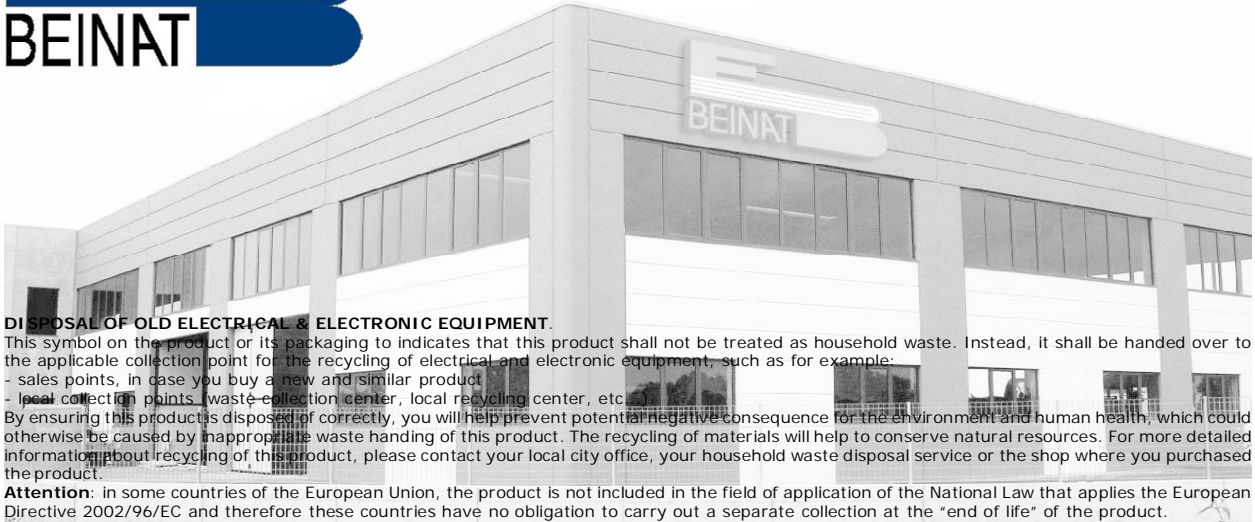 BEINAT
BEINAT
DISPOSAL OF OLD ELECTRICAL & ELECTRONIC EQUIPMENT.
This symbol on the product or its packaging to indicates that this product shall not be treated as household waste. Instead, it shall be handed over to
the applicable collection point for the recycling of electrical and electronic equipment, such as for example:
- sales points, in case you buy a new and similar product
- local collection points (waste collection center, local recycling center, etc...).
By ensuring this product is disposed of correctly, you will help prevent potential negative consequence for the environment and human health, which could
otherwise be caused by inappropriate waste handing of this product. The recycling of materials will help to conserve natural resources. For more detailed
information about recycling of this product, please contact your local city office, your household waste disposal service or the shop where you purchased
the product.
Attention: in some countries of the European Union, the product is not included in the field of application of the National Law that applies the European
Directive 2002/96/EC and therefore these countries have no obligation to carry out a separate collection at the “end of life” of the product.